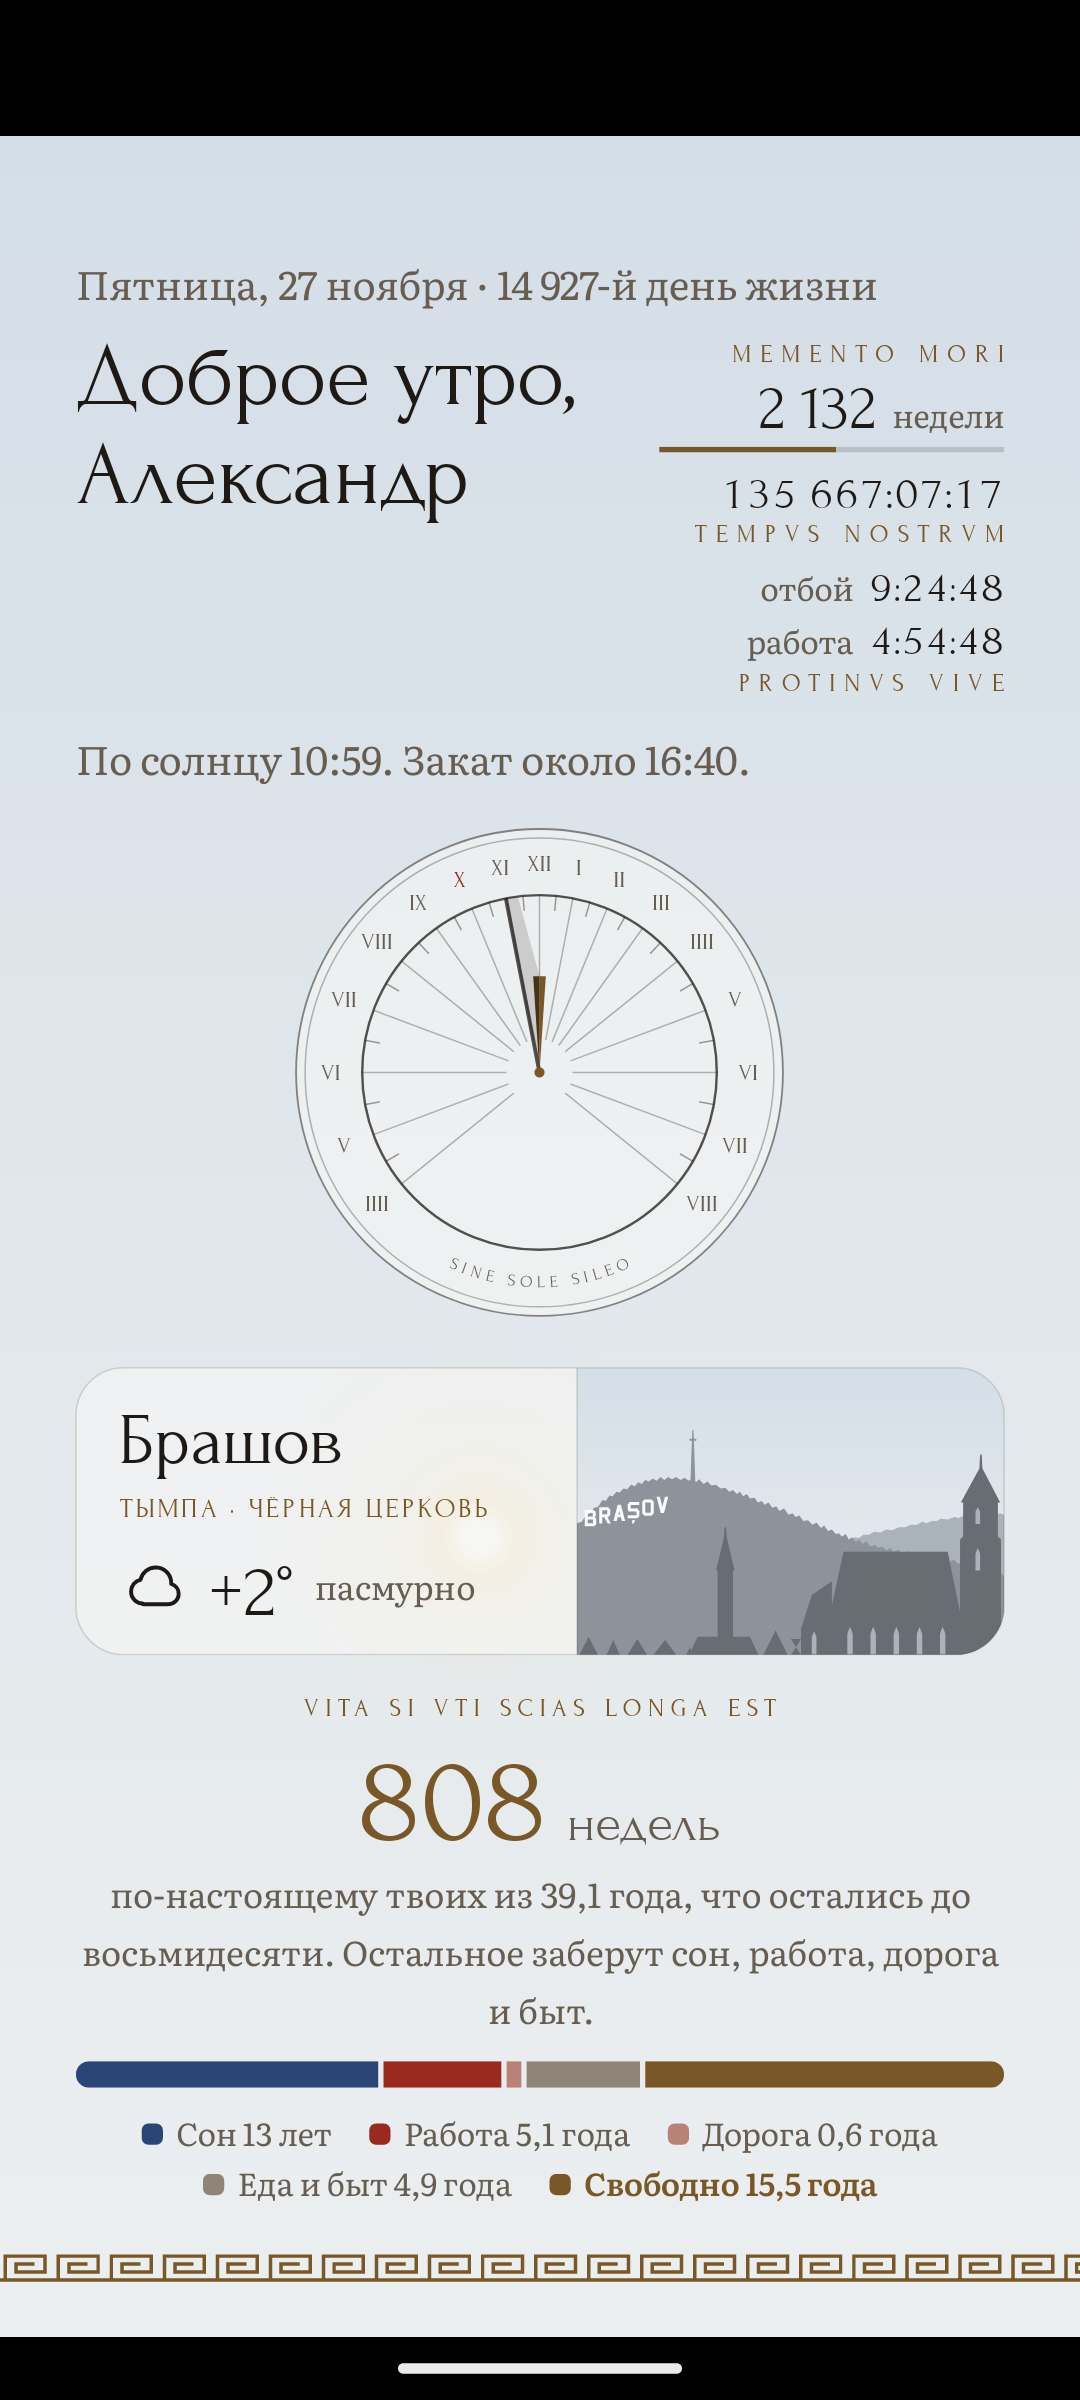 Пятница, 27 ноября · 14 927-й день жизни
Доброе утро,
Александр
MEMENTO MORI
2 132 недели
135 667:07:17
TEMPVS NOSTRVM
отбой 9:24:48
работа 4:54:48
PROTINVS VIVE
По солнцу 10:59. Закат около 16:40.
XII
XI
I
X
II
IX
III
VIII
IIII
VII
V
VI
VI
V
VII
IIII
VIII
SINE SOLE SILEO
Брашов
ТЫМПА · ЧЁРНАЯ ЦЕРКОВЬ
+2° пасмурно
BRAȘOV
VITA SI VTI SCIAS LONGA EST
808 недель
по-настоящему твоих из 39,1 года, что остались до
восьмидесяти. Остальное заберут сон, работа, дорога
и быт.
Сон 13 лет
Работа 5,1 года
Дорога 0,6 года
Еда и быт 4,9 года
Свободно 15,5 года